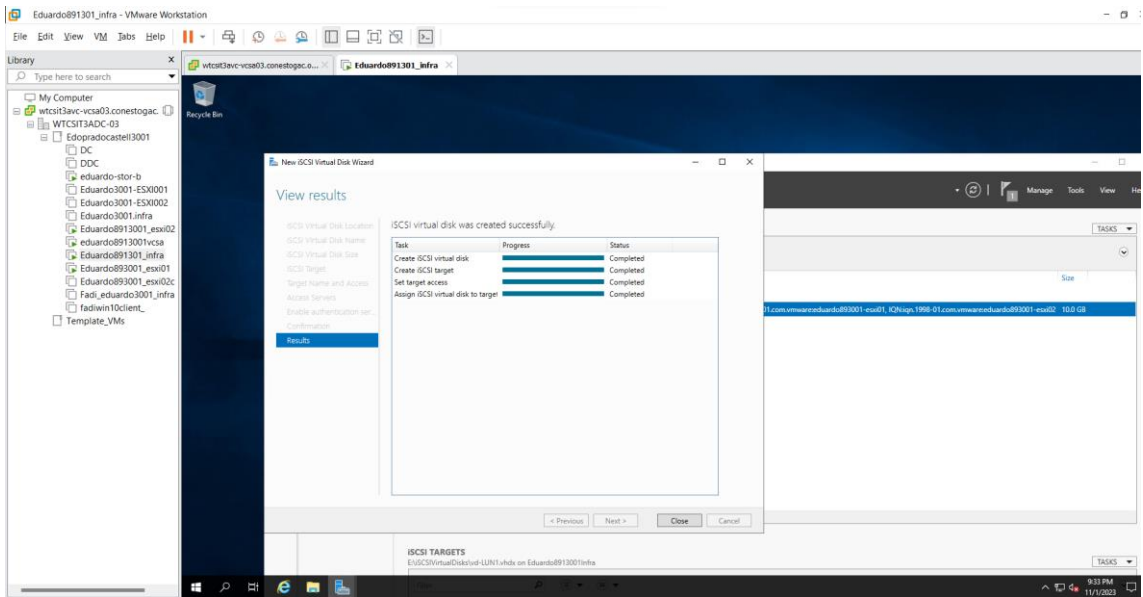 Eduardo891301_infra - VMware Workstation
File Edit View VM Tabs Help
Library
Type here to search
My Computer
wtcsit3avc-vcsa03.conestogac.
WTCSIT3ADC-03
Edopradocastell3001
DC
DDC
eduardo-stor-b
Eduardo3001-ESXI001
Eduardo3001-ESXI002
Eduardo3001.infra
Eduardo8913001_esxi02
eduardo8913001vcsa
Eduardo891301_infra
Eduardo893001_esxi01
Eduardo893001_esxi02c
Fadi_eduardo3001_infra
fadiwin10client_
Template_VMs
wtcsit3avc-vcsa03.conestogac.o...
Eduardo891301_infra
Recycle Bin
New iSCSI Virtual Disk Wizard
View results
iSCSI Virtual Disk Location
iSCSI Virtual Disk Name
iSCSI Virtual Disk Size
iSCSI Target
Target Name and Access
Access Servers
Enable authentication ser...
Confirmation
Results
iSCSI virtual disk was created successfully.
Task Progress Status
Create iSCSI virtual disk Completed
Create iSCSI target Completed
Set target access Completed
Assign iSCSI virtual disk to target Completed
< Previous Next > Close Cancel
1 Manage Tools View He
TASKS
Size
01.com.vmware:eduardo893001-esxi01, IQN:iqn.1998-01.com.vmware:eduardo893001-esxi02 10.0 GB
iSCSI TARGETS
E:\iSCSIVirtualDisks\vd-LUN1.vhdx on Eduardo8913001Infra
TASKS
9:33 PM
11/1/2023